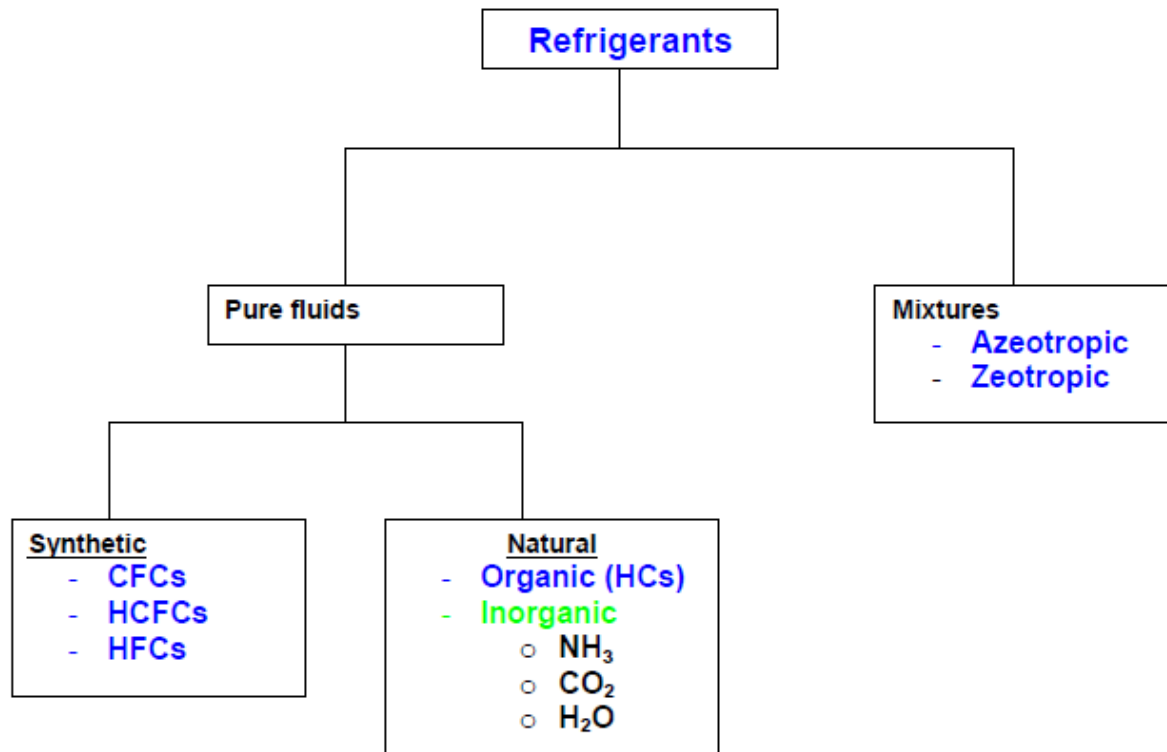 Refrigerants
Pure fluids
Mixtures
- Azeotropic
- Zeotropic
Synthetic
- CFCs
- HCFCs
- HFCs
Natural
- Organic (HCs)
- Inorganic
o NH₃
o CO₂
o H₂O